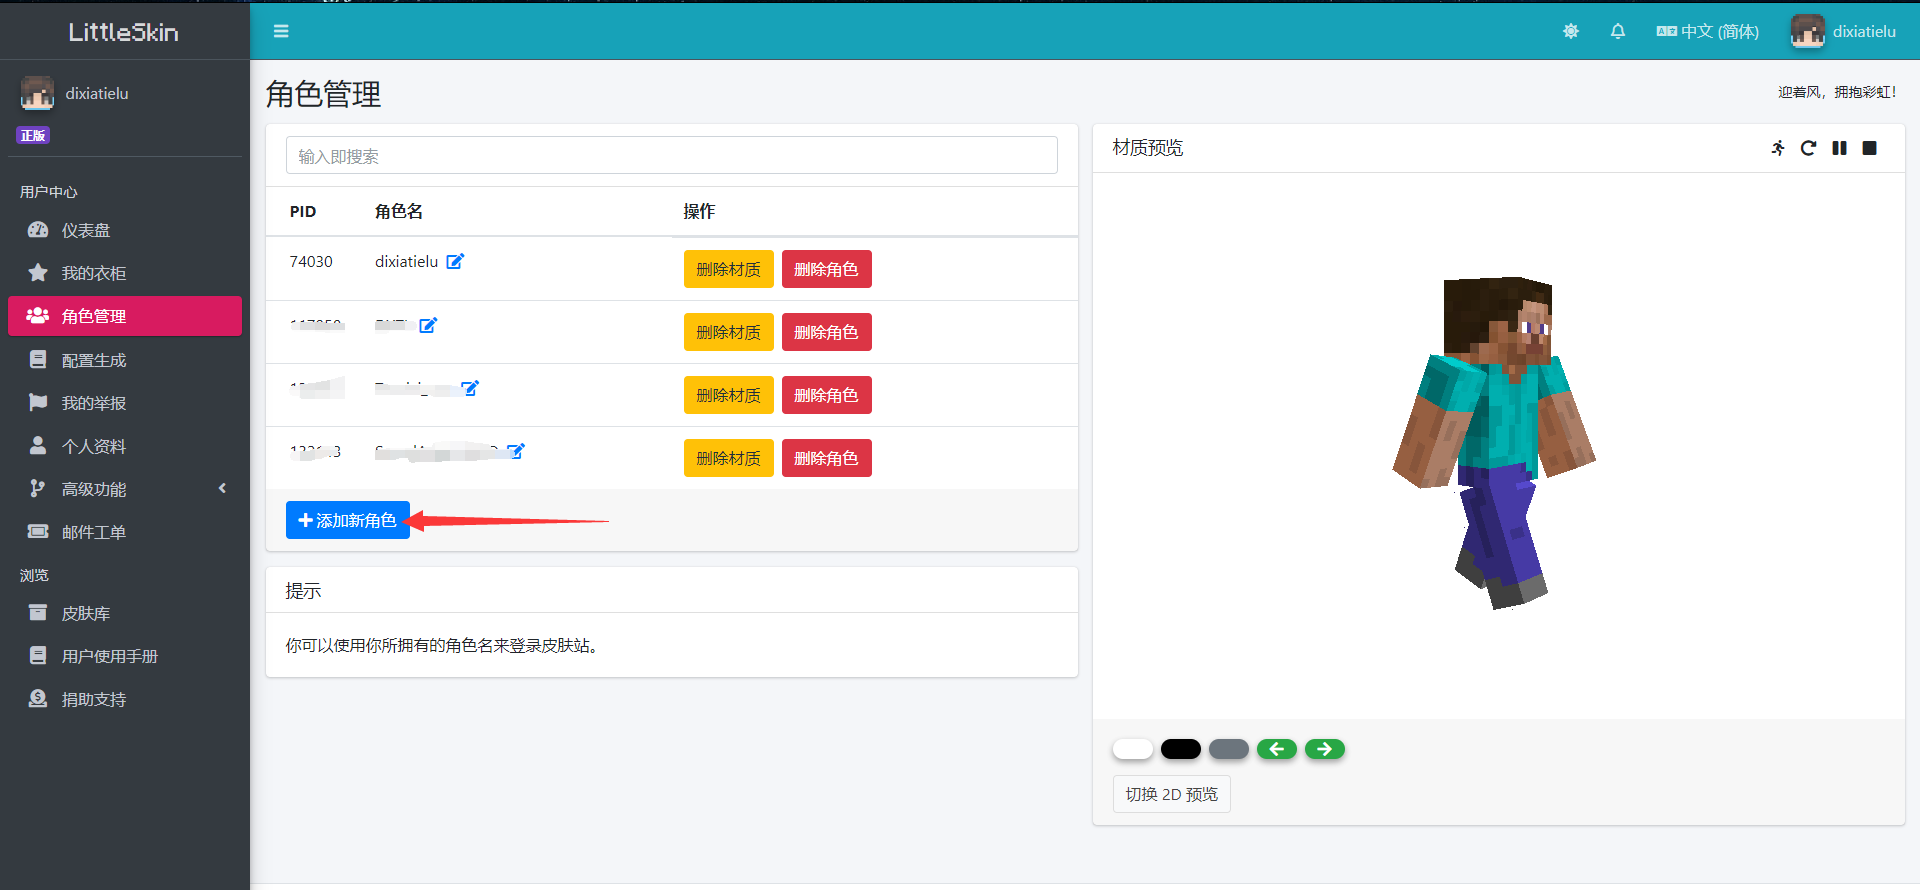 LittleSkin
中文 (简体)
dixiatielu
dixiatielu
正版
用户中心
仪表盘
我的衣柜
角色管理
配置生成
我的举报
个人资料
高级功能
邮件工单
浏览
皮肤库
用户使用手册
捐助支持
角色管理
迎着风，拥抱彩虹！
输入即搜索
PID 角色名 操作
74030 dixiatielu 删除材质 删除角色
删除材质 删除角色
删除材质 删除角色
删除材质 删除角色
添加新角色
提示
你可以使用你所拥有的角色名来登录皮肤站。
材质预览
切换 2D 预览